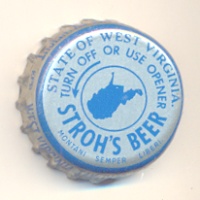 STATE OF WEST VIRGINIA.
TURN OFF OR USE OPENER
STROH'S BEER
MONTANI SEMPER LIBERI